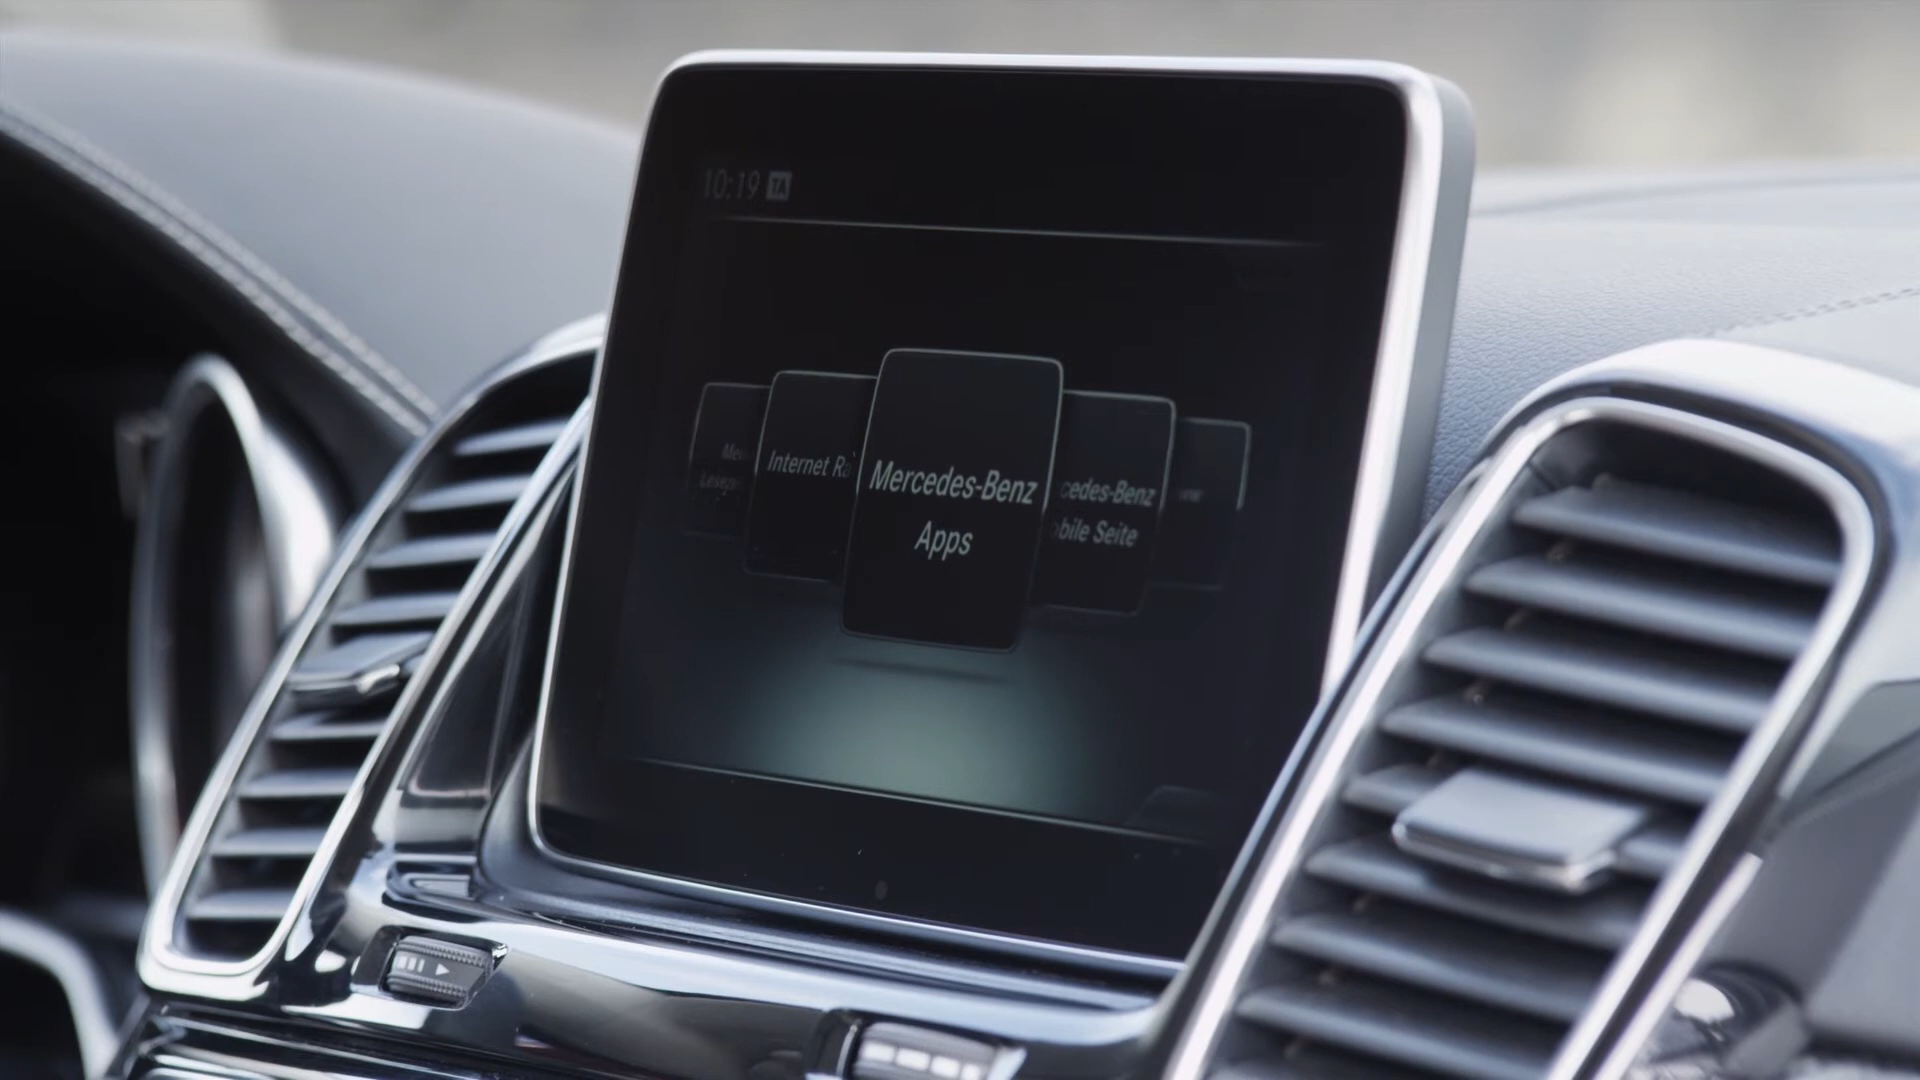 10:19 TA
Internet Ra
Mercedes-Benz
Apps
cedes-Benz
bile Seite